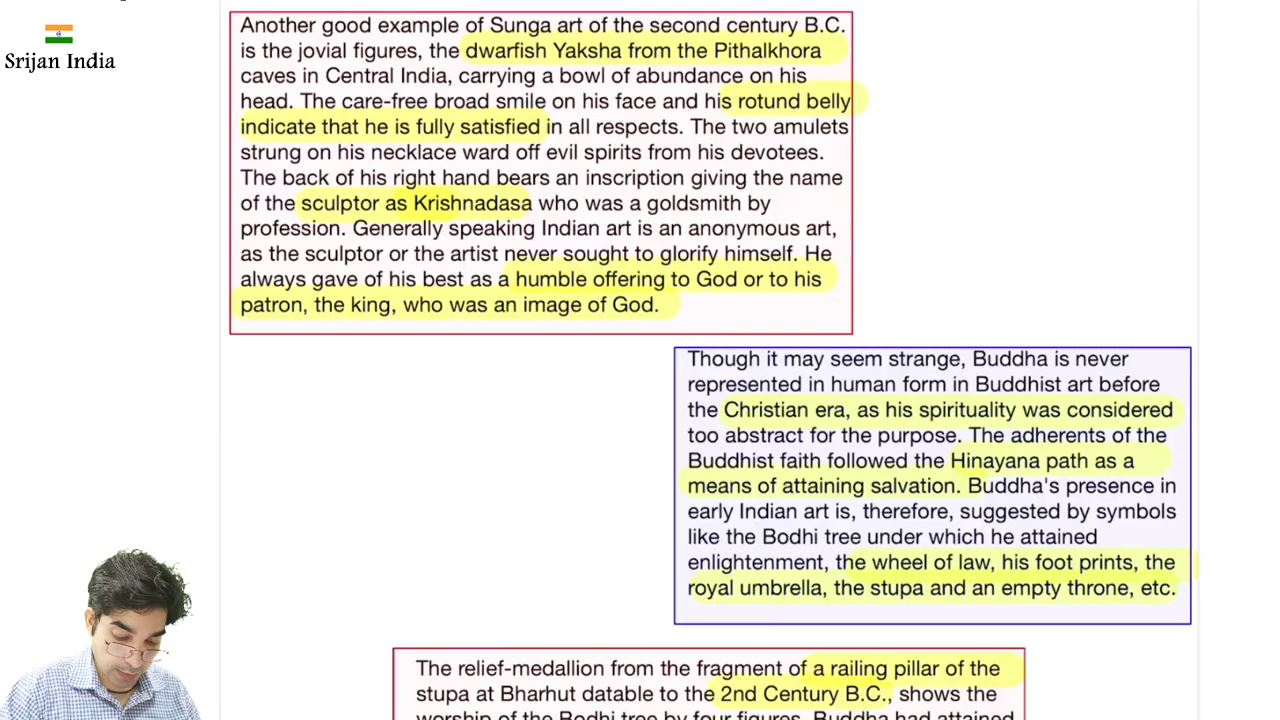 Srijan India
Another good example of Sunga art of the second century B.C.
is the jovial figures, the dwarfish Yaksha from the Pithalkhora
caves in Central India, carrying a bowl of abundance on his
head. The care-free broad smile on his face and his rotund belly
indicate that he is fully satisfied in all respects. The two amulets
strung on his necklace ward off evil spirits from his devotees.
The back of his right hand bears an inscription giving the name
of the sculptor as Krishnadasa who was a goldsmith by
profession. Generally speaking Indian art is an anonymous art,
as the sculptor or the artist never sought to glorify himself. He
always gave of his best as a humble offering to God or to his
patron, the king, who was an image of God.
Though it may seem strange, Buddha is never
represented in human form in Buddhist art before
the Christian era, as his spirituality was considered
too abstract for the purpose. The adherents of the
Buddhist faith followed the Hinayana path as a
means of attaining salvation. Buddha's presence in
early Indian art is, therefore, suggested by symbols
like the Bodhi tree under which he attained
enlightenment, the wheel of law, his foot prints, the
royal umbrella, the stupa and an empty throne, etc.
The relief-medallion from the fragment of a railing pillar of the
stupa at Bharhut datable to the 2nd Century B.C., shows the
worship of the Bodhi tree by four figures. Buddha had attained